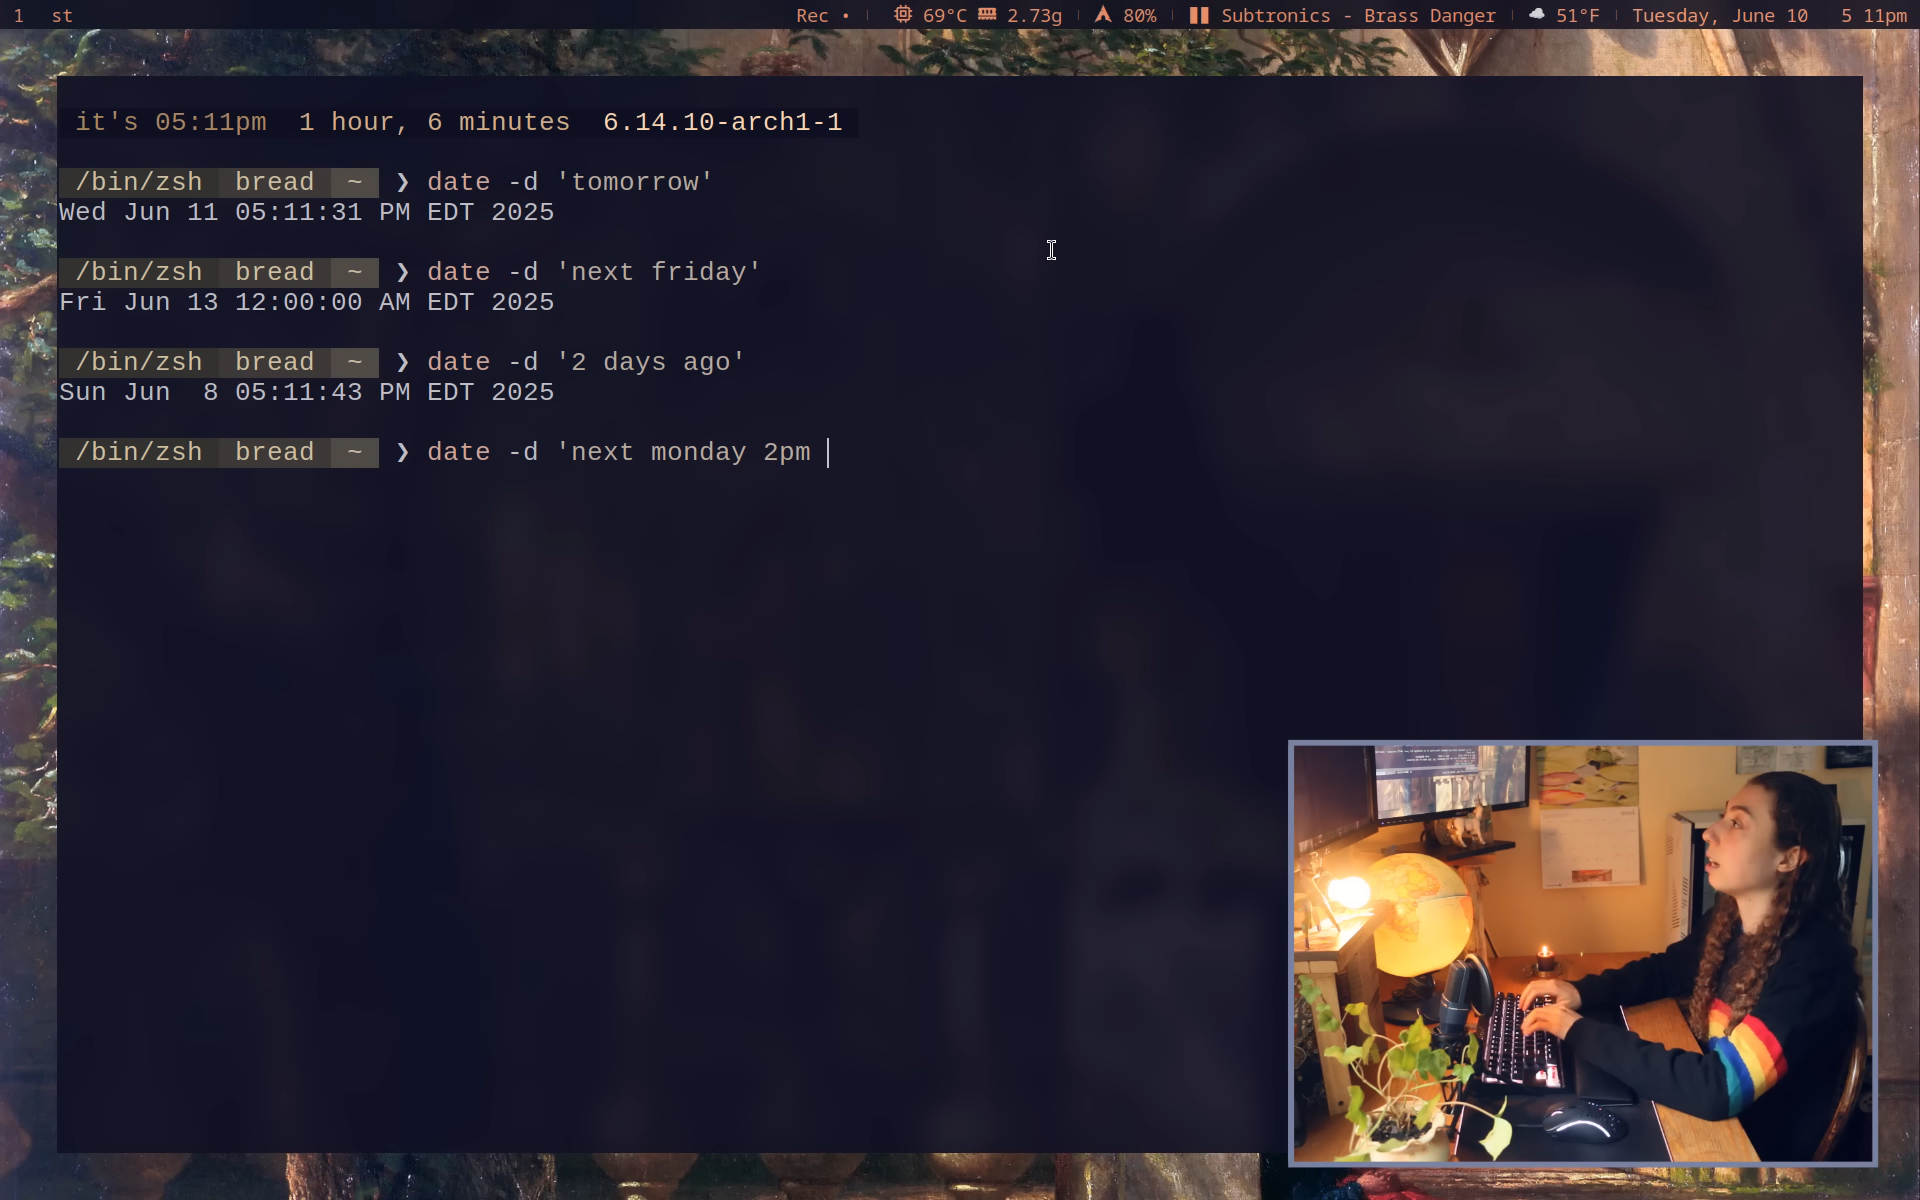 1 st Rec • 69°C 2.73g 80% Subtronics - Brass Danger 51°F Tuesday, June 10 5 11pm
it's 05:11pm 1 hour, 6 minutes 6.14.10-arch1-1
/bin/zsh bread ~ ❯ date -d 'tomorrow'
Wed Jun 11 05:11:31 PM EDT 2025
/bin/zsh bread ~ ❯ date -d 'next friday'
Fri Jun 13 12:00:00 AM EDT 2025
/bin/zsh bread ~ ❯ date -d '2 days ago'
Sun Jun  8 05:11:43 PM EDT 2025
/bin/zsh bread ~ ❯ date -d 'next monday 2pm